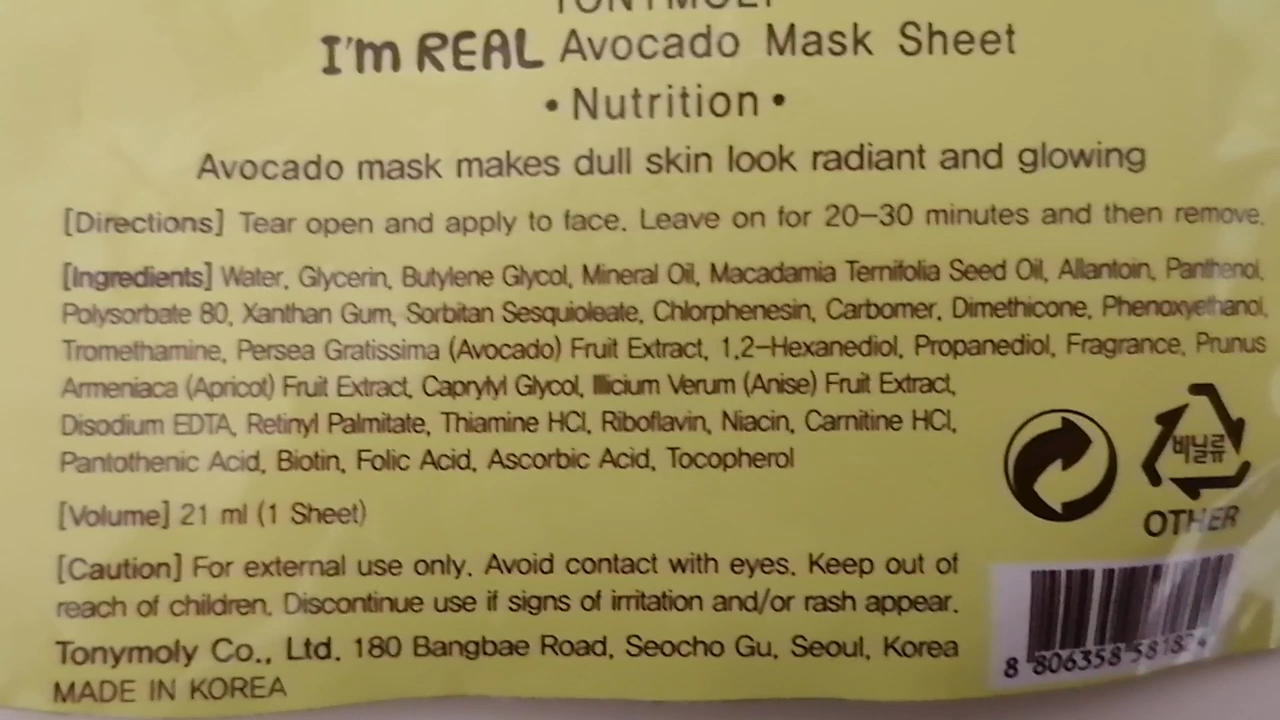 TONYMOLY
I'm REAL Avocado Mask Sheet
• Nutrition •
Avocado mask makes dull skin look radiant and glowing
[Directions] Tear open and apply to face. Leave on for 20–30 minutes and then remove.
[Ingredients] Water, Glycerin, Butylene Glycol, Mineral Oil, Macadamia Ternifolia Seed Oil, Allantoin, Panthenol,
Polysorbate 80, Xanthan Gum, Sorbitan Sesquioleate, Chlorphenesin, Carbomer, Dimethicone, Phenoxyethanol,
Tromethamine, Persea Gratissima (Avocado) Fruit Extract, 1,2–Hexanediol, Propanediol, Fragrance, Prunus
Armeniaca (Apricot) Fruit Extract, Caprylyl Glycol, Illicium Verum (Anise) Fruit Extract,
Disodium EDTA, Retinyl Palmitate, Thiamine HCl, Riboflavin, Niacin, Carnitine HCl,
Pantothenic Acid, Biotin, Folic Acid, Ascorbic Acid, Tocopherol
비닐류
OTHER
[Volume] 21 ml (1 Sheet)
[Caution] For external use only. Avoid contact with eyes. Keep out of
reach of children. Discontinue use if signs of irritation and/or rash appear.
Tonymoly Co., Ltd. 180 Bangbae Road, Seocho Gu, Seoul, Korea
MADE IN KOREA
8 806358